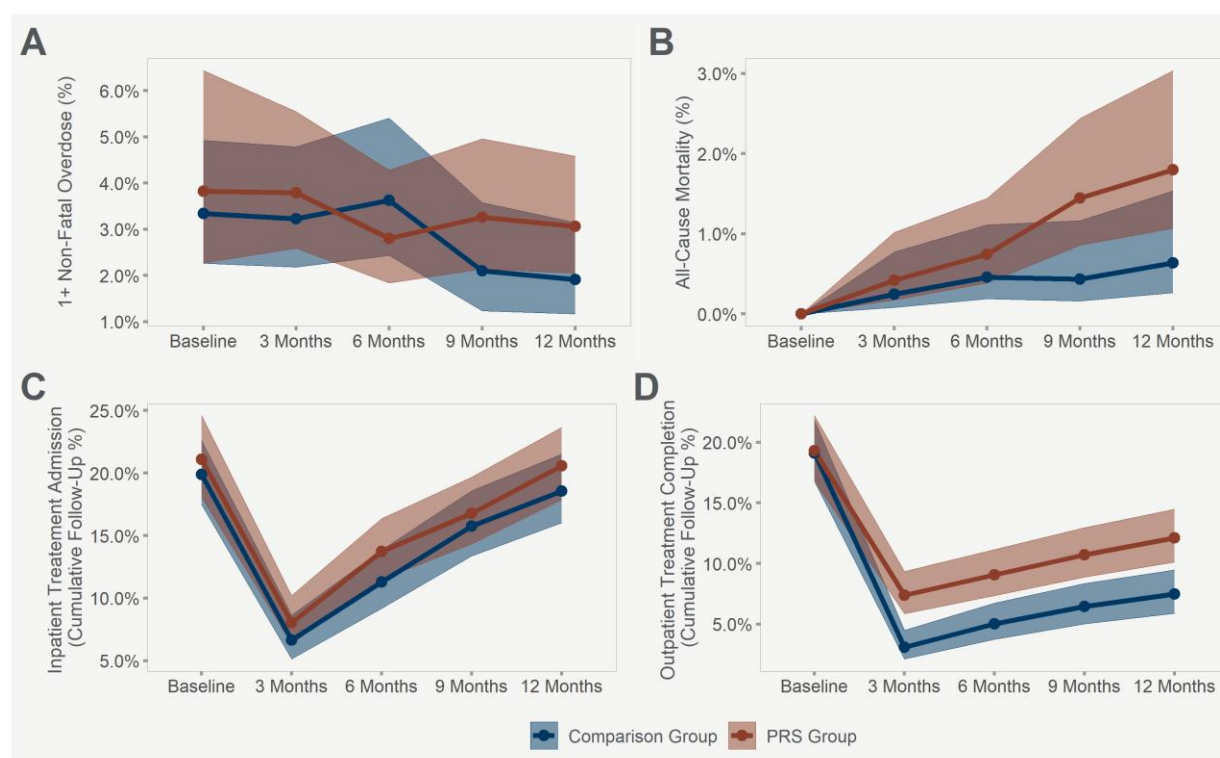 A
1+ Non-Fatal Overdose (%)
6.0%
5.0%
4.0%
3.0%
2.0%
1.0%
Baseline 3 Months 6 Months 9 Months 12 Months
B
All-Cause Mortality (%)
3.0%
2.0%
1.0%
0.0%
Baseline 3 Months 6 Months 9 Months 12 Months
C
Inpatient Treatement Admission
(Cumulative Follow-Up %)
25.0%
20.0%
15.0%
10.0%
5.0%
Baseline 3 Months 6 Months 9 Months 12 Months
D
Outpatient Treatment Completion
(Cumulative Follow-Up %)
20.0%
15.0%
10.0%
5.0%
Baseline 3 Months 6 Months 9 Months 12 Months
Comparison Group PRS Group